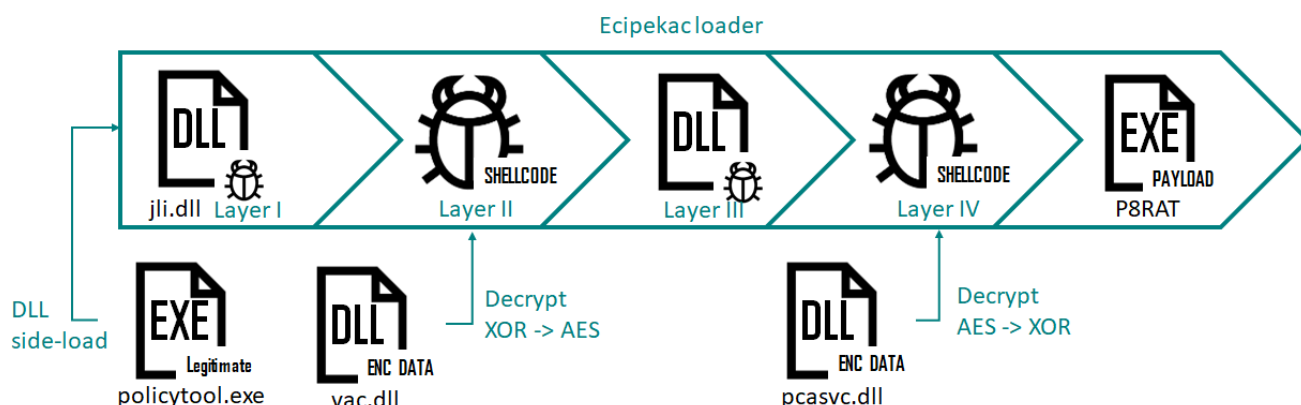 Ecipekac loader
DLL
jli.dll
Layer I
SHELLCODE
Layer II
DLL
Layer III
SHELLCODE
Layer IV
EXE
PAYLOAD
P8RAT
DLL
side-load
EXE
Legitimate
policytool.exe
DLL
ENC DATA
vac.dll
Decrypt
XOR -> AES
DLL
ENC DATA
pcasvc.dll
Decrypt
AES -> XOR